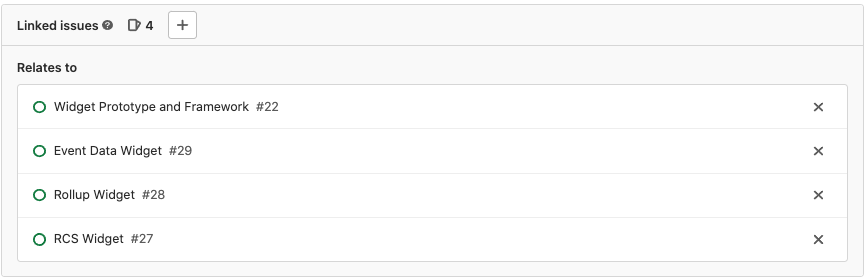 Linked issues 4
Relates to
Widget Prototype and Framework #22
Event Data Widget #29
Rollup Widget #28
RCS Widget #27